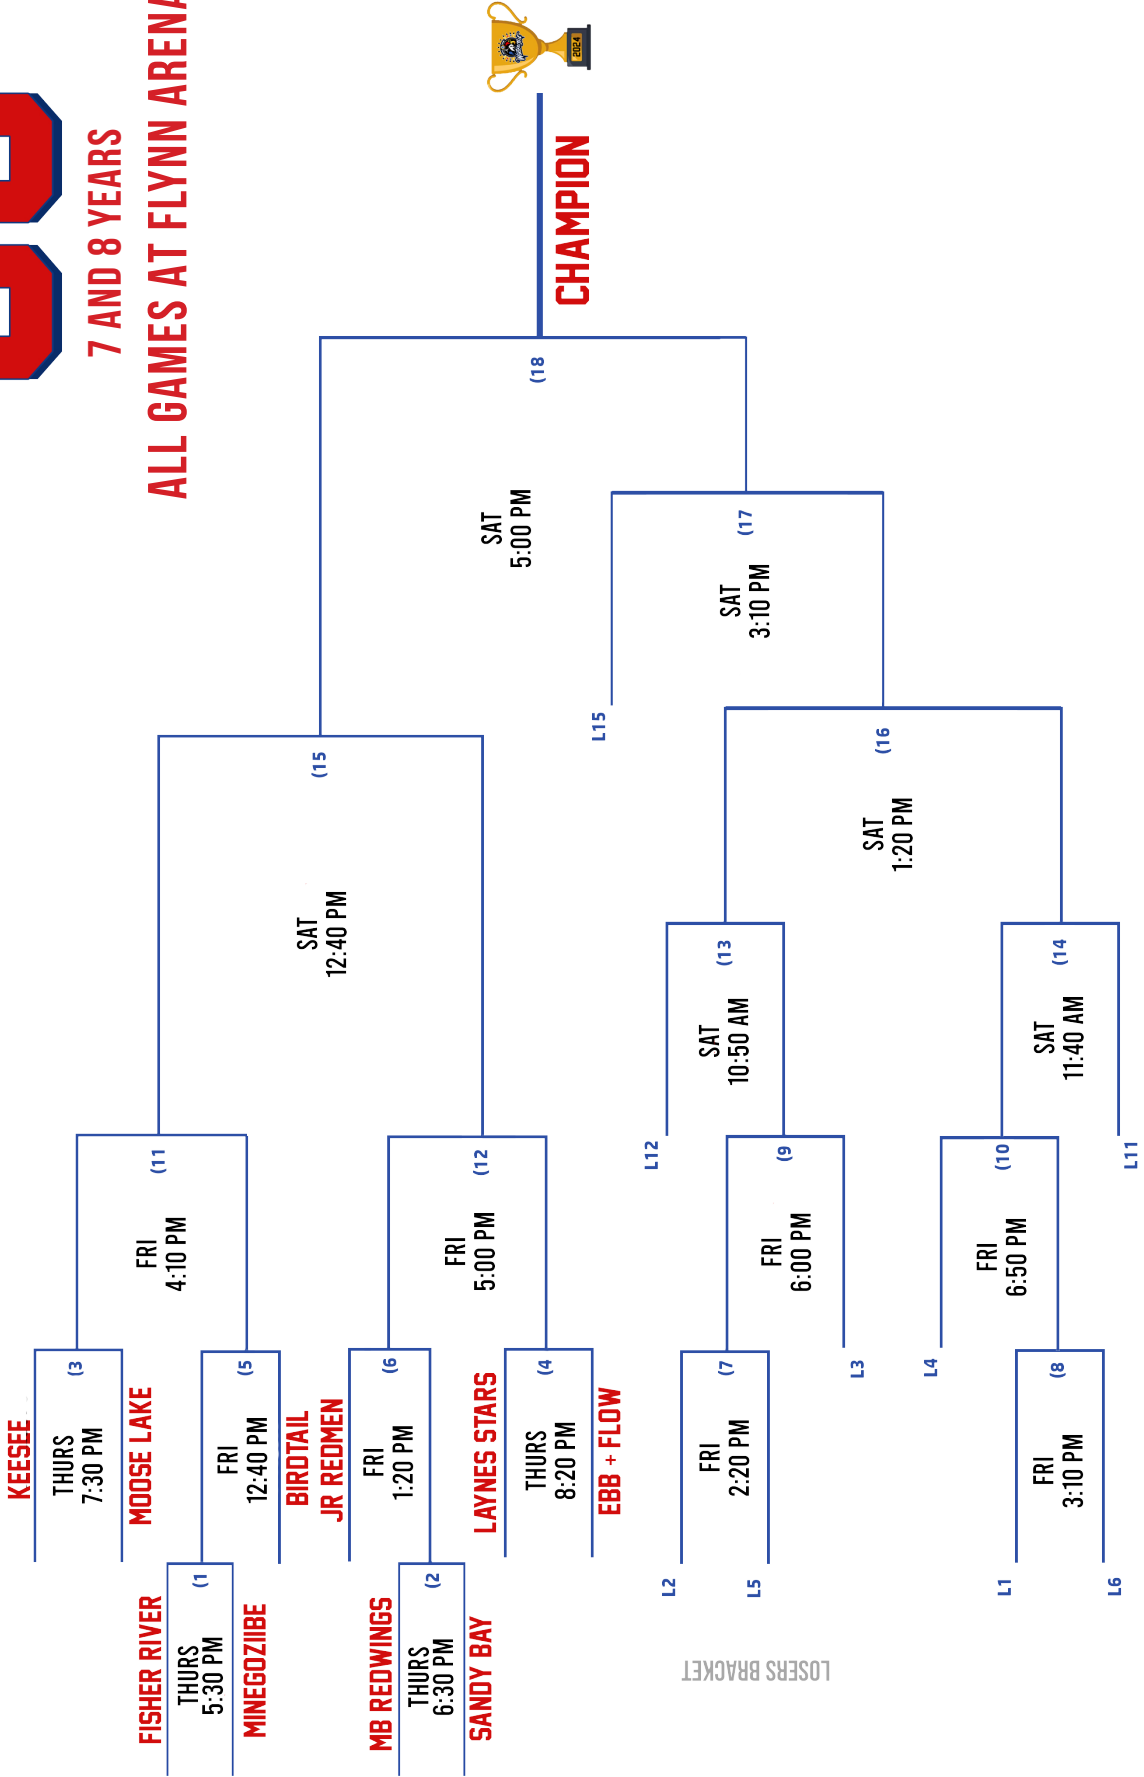 7 AND 8 YEARS
ALL GAMES AT FLYNN ARENA
2024
CHAMPION
(18
SAT
5:00 PM
(17
SAT
3:10 PM
L15
(15
SAT
12:40 PM
(16
SAT
1:20 PM
(11
FRI
4:10 PM
(12
FRI
5:00 PM
(13
SAT
10:50 AM
L12
(14
SAT
11:40 AM
L11
(9
FRI
6:00 PM
L3
(10
FRI
6:50 PM
L4
KEESEE
(3
THURS
7:30 PM
MOOSE LAKE
(5
FRI
12:40 PM
BIRDTAIL
JR REDMEN
(6
FRI
1:20 PM
LAYNES STARS
(4
THURS
8:20 PM
EBB + FLOW
(7
FRI
2:20 PM
L2
L5
(8
FRI
3:10 PM
L1
L6
FISHER RIVER
(1
THURS
5:30 PM
MINEGOZIIBE
MB REDWINGS
(2
THURS
6:30 PM
SANDY BAY
LOSERS BRACKET